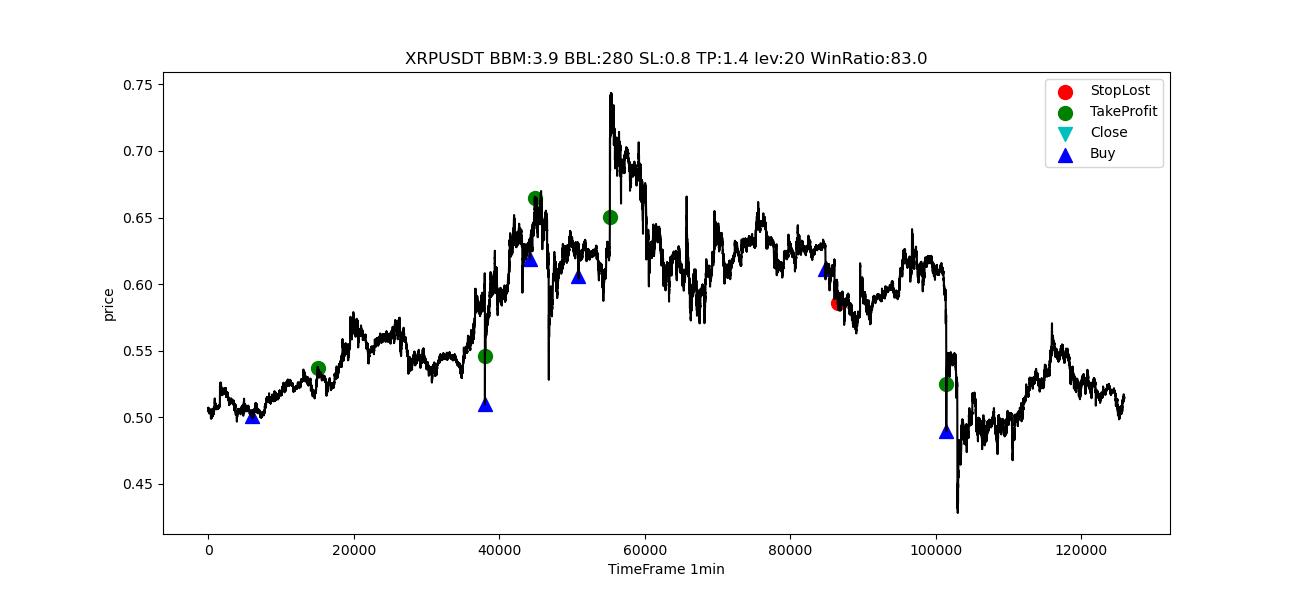 XRPUSDT BBM:3.9 BBL:280 SL:0.8 TP:1.4 lev:20 WinRatio:83.0
StopLost
TakeProfit
Close
Buy
0.75
0.70
0.65
0.60
0.55
0.50
0.45
price
0 20000 40000 60000 80000 100000 120000
TimeFrame 1min